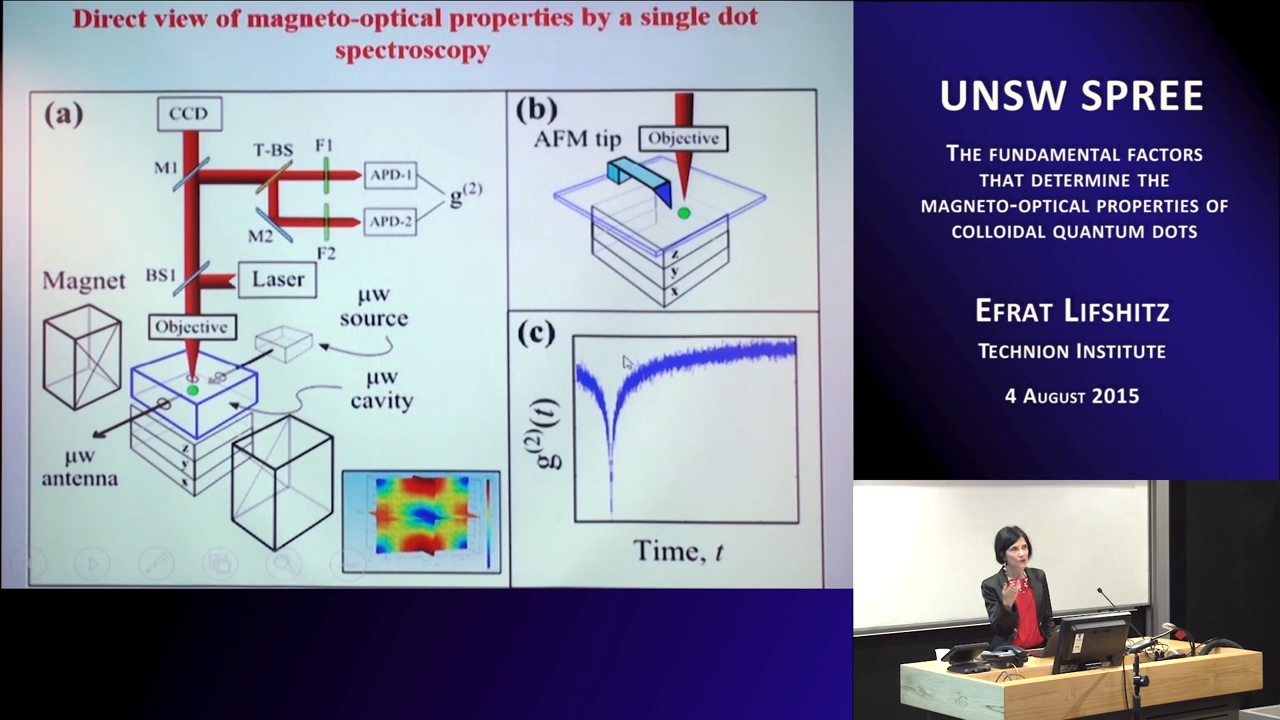 Direct view of magneto-optical properties by a single dot
spectroscopy
(a)
CCD
M1
T-BS
F1
APD-1
g(2)
APD-2
M2
F2
BS1
Laser
Magnet
Objective
μw
source
μw
cavity
μw
antenna
z
y
x
(b)
AFM tip
Objective
z
y
x
(c)
g(2)(t)
Time, t
UNSW SPREE
The fundamental factors
that determine the
magneto-optical properties of
colloidal quantum dots
Efrat Lifshitz
Technion Institute
4 August 2015